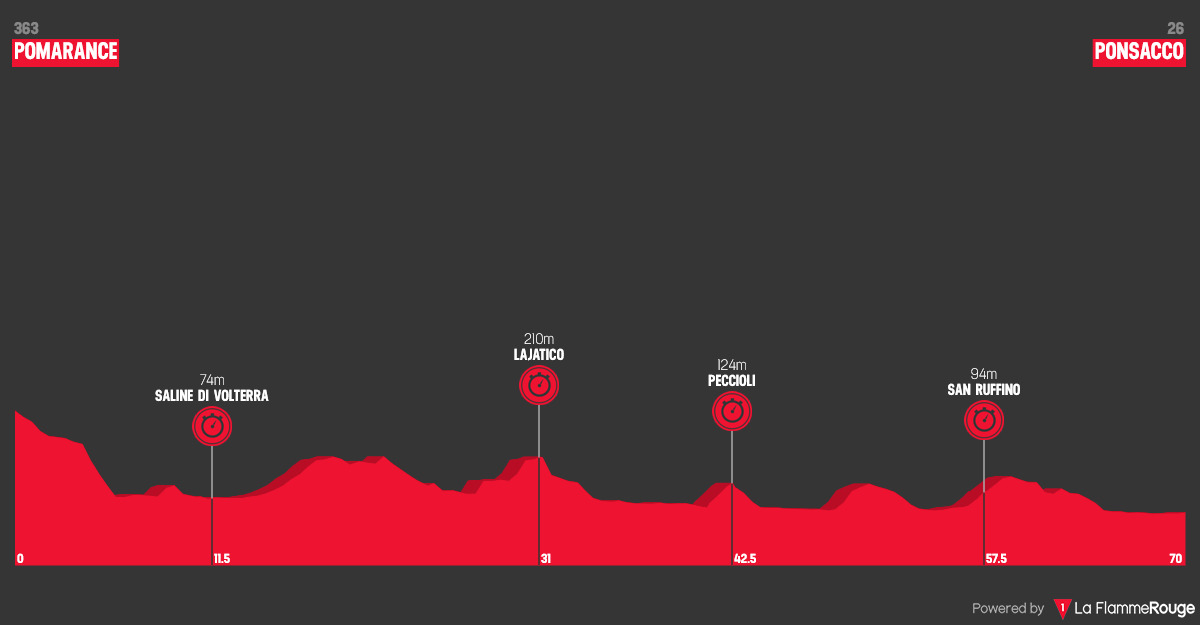 363
POMARANCE
26
PONSACCO
210m
LAJATICO
124m
PECCIOLI
94m
SAN RUFFINO
74m
SALINE DI VOLTERRA
0
11.5
31
42.5
57.5
70
Powered by 1 La FlammeRouge